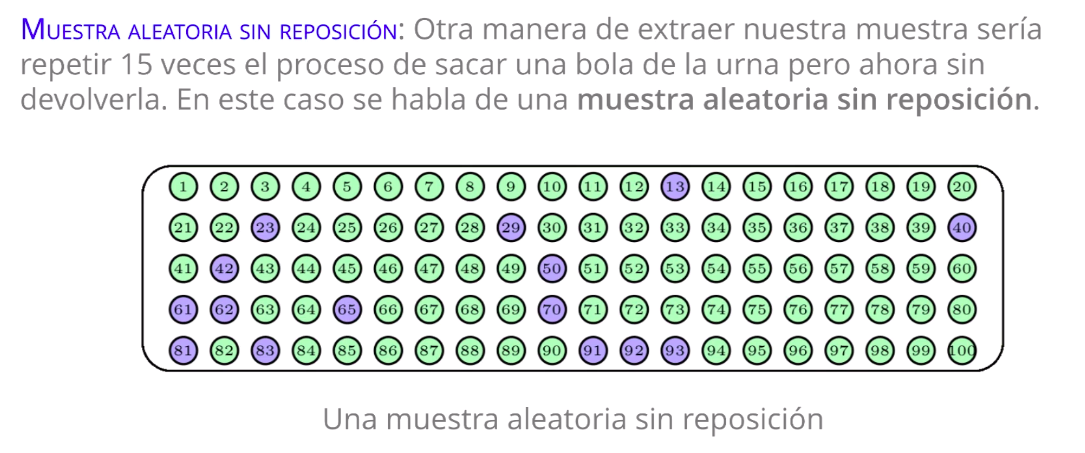 MUESTRA ALEATORIA SIN REPOSICIÓN: Otra manera de extraer nuestra muestra sería
repetir 15 veces el proceso de sacar una bola de la urna pero ahora sin
devolverla. En este caso se habla de una muestra aleatoria sin reposición.
1 2 3 4 5 6 7 8 9 10 11 12 13 14 15 16 17 18 19 20
21 22 23 24 25 26 27 28 29 30 31 32 33 34 35 36 37 38 39 40
41 42 43 44 45 46 47 48 49 50 51 52 53 54 55 56 57 58 59 60
61 62 63 64 65 66 67 68 69 70 71 72 73 74 75 76 77 78 79 80
81 82 83 84 85 86 87 88 89 90 91 92 93 94 95 96 97 98 99 100
Una muestra aleatoria sin reposición